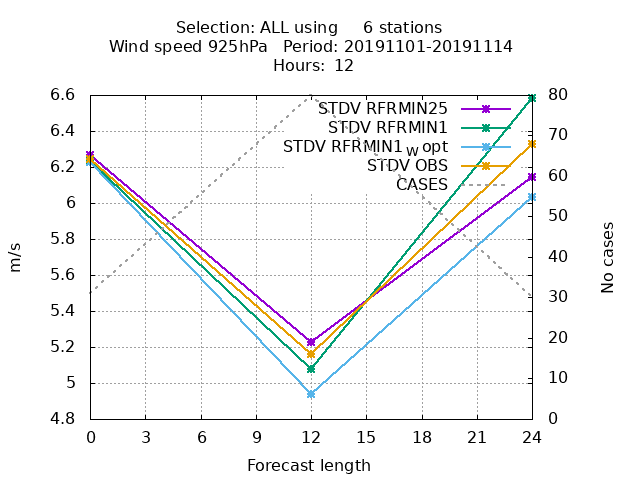 Selection: ALL using     6 stations
Wind speed 925hPa   Period: 20191101-20191114
Hours: 12
STDV RFRMIN25
STDV RFRMIN1
STDV RFRMIN1 w opt
STDV OBS
CASES
6.6
6.4
6.2
6
5.8
5.6
5.4
5.2
5
4.8
m/s
80
70
60
50
40
30
20
10
0
No cases
0 3 6 9 12 15 18 21 24
Forecast length